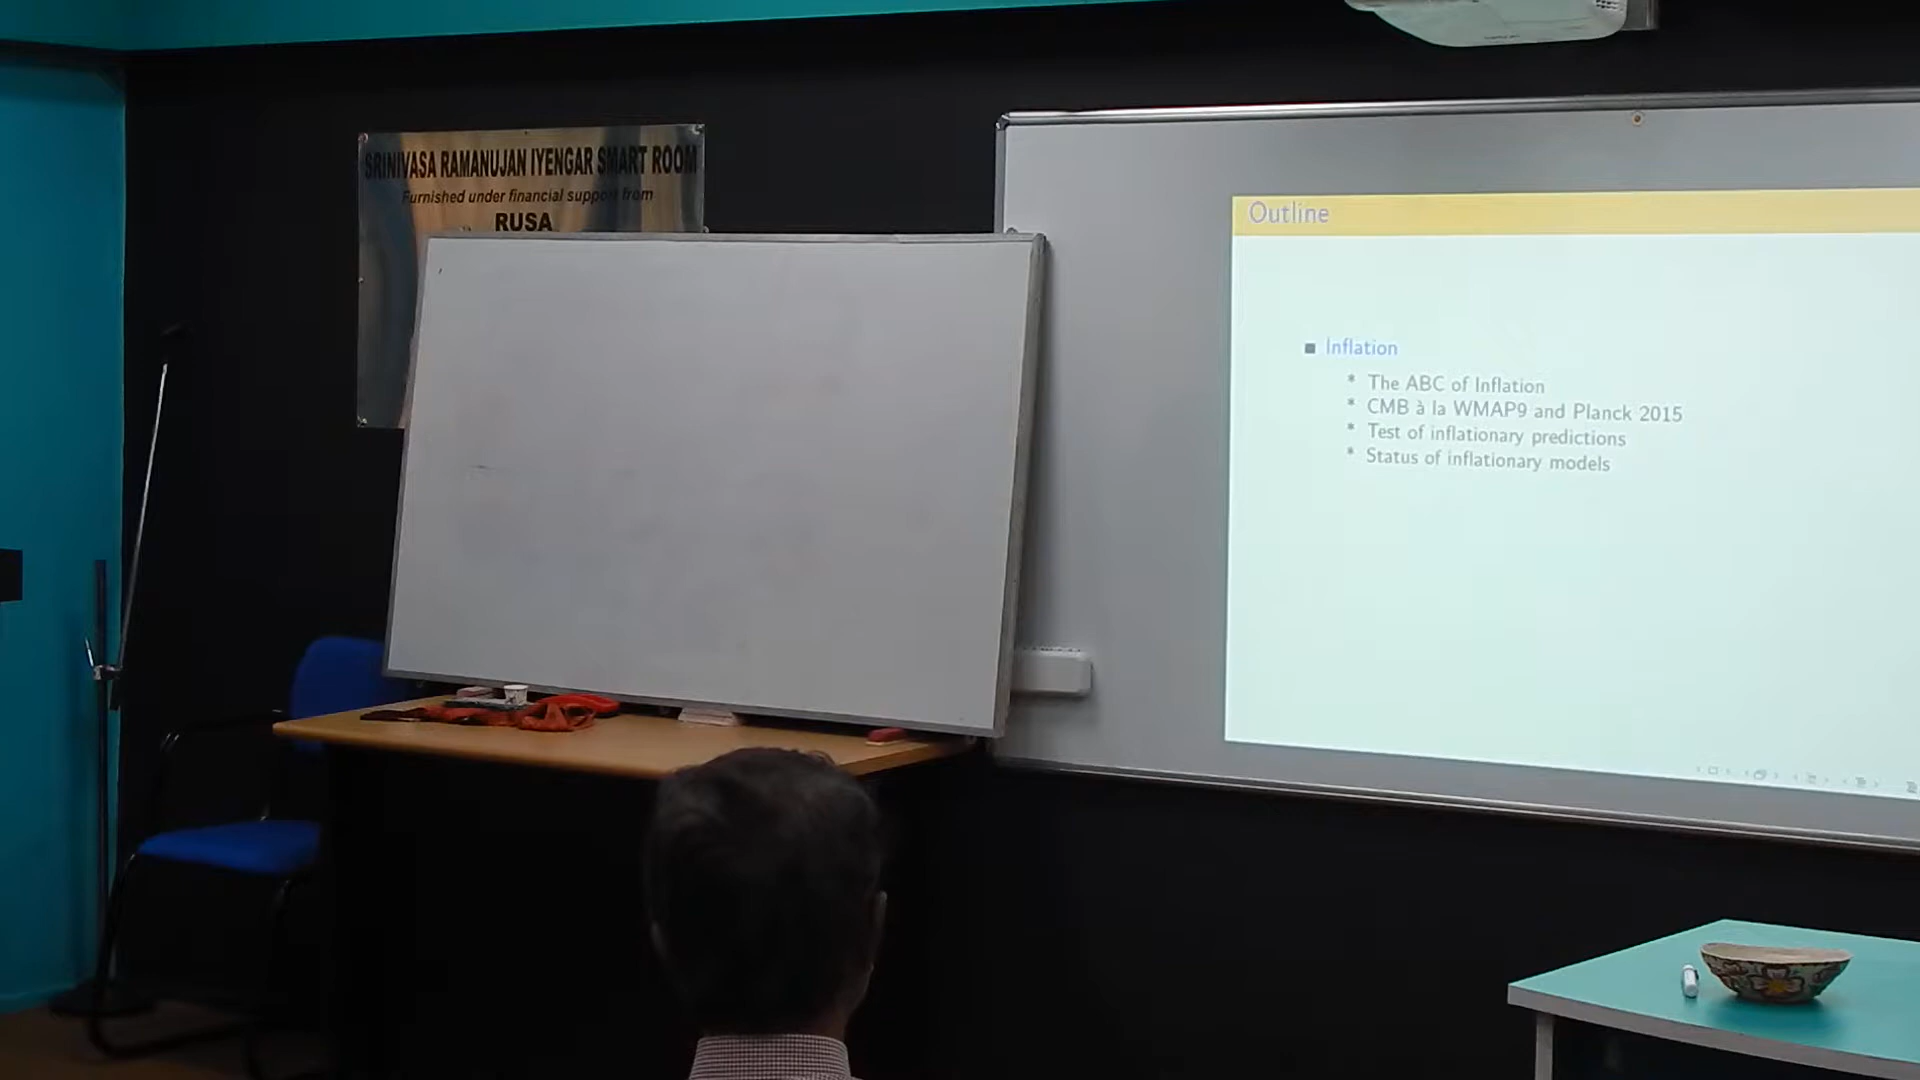 SRINIVASA RAMANUJAN IYENGAR SMART ROOM
Furnished under financial support from
RUSA
Outline
Inflation
* The ABC of Inflation
* CMB à la WMAP9 and Planck 2015
* Test of inflationary predictions
* Status of inflationary models